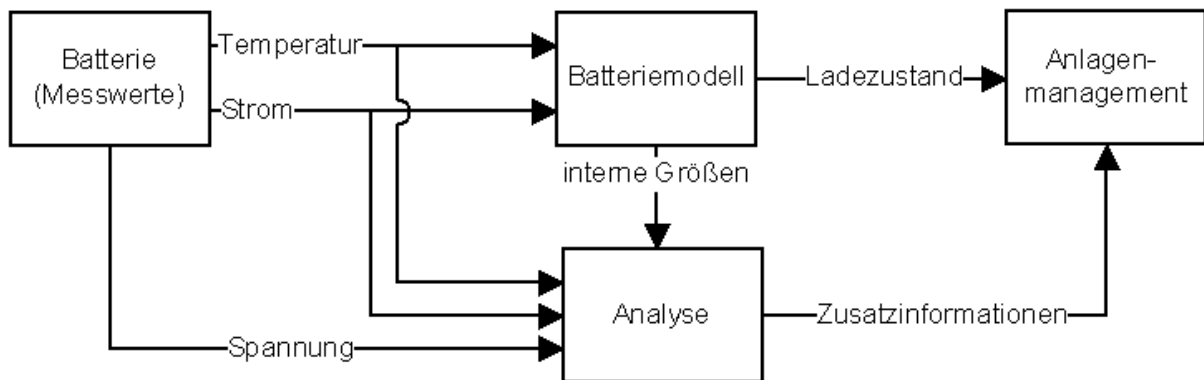 Batterie
(Messwerte)
Temperatur
Strom
Batteriemodell
Ladezustand
Anlagen-
management
interne Größen
Analyse
Zusatzinformationen
Spannung